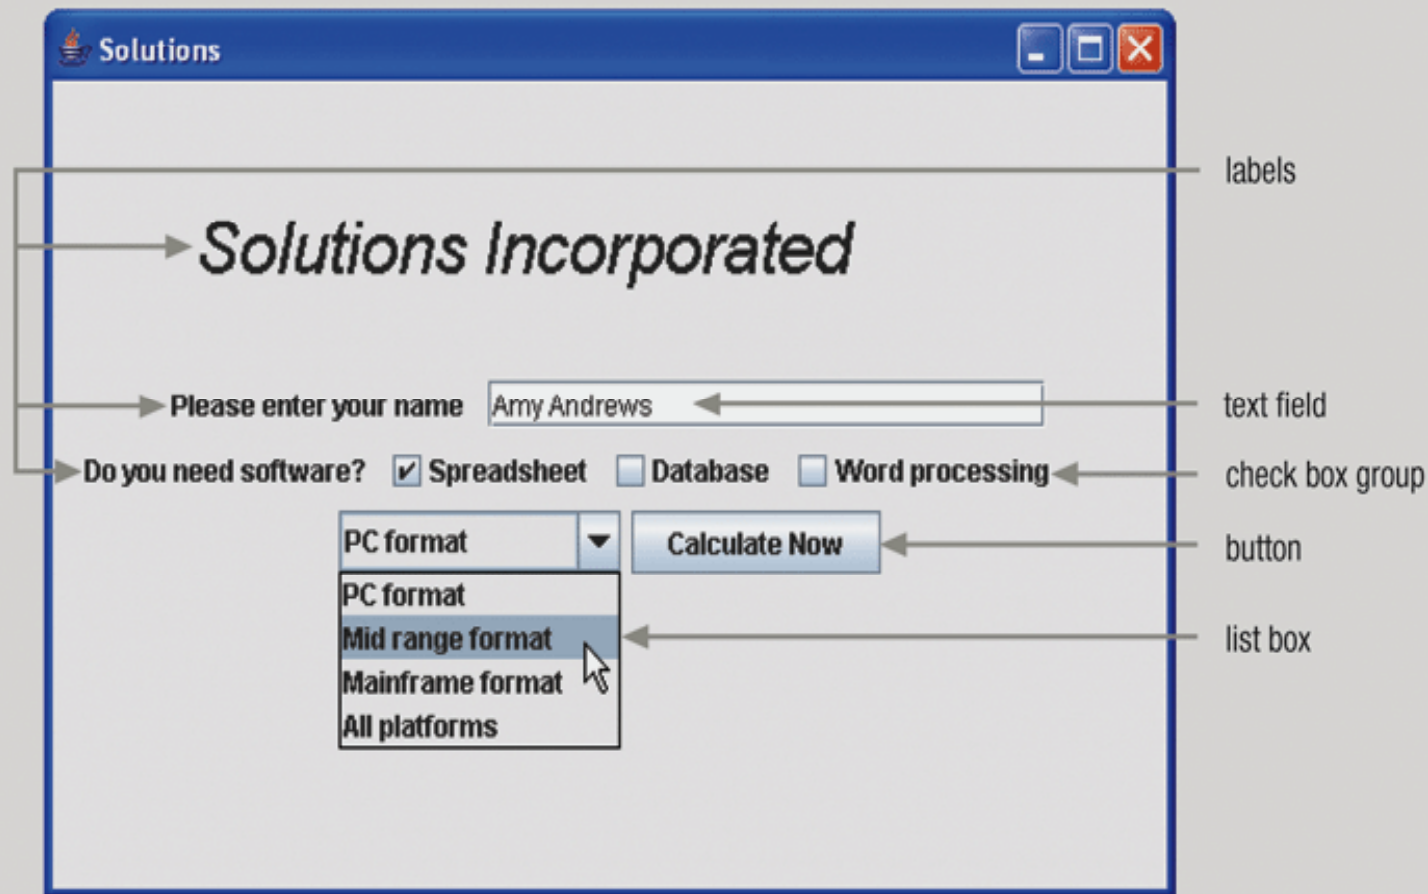 Solutions
labels
Solutions Incorporated
Please enter your name Amy Andrews text field
Do you need software? Spreadsheet Database Word processing check box group
PC format Calculate Now button
PC format
Mid range format list box
Mainframe format
All platforms